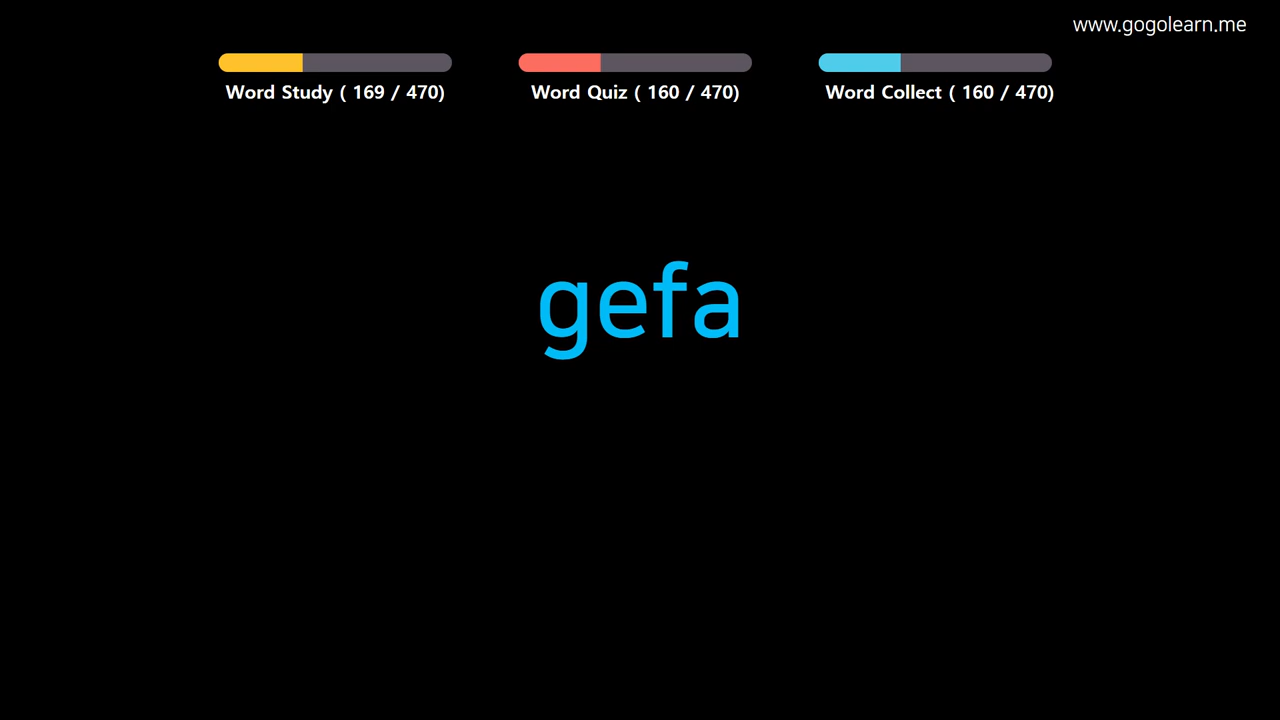 www.gogolearn.me
Word Study ( 169 / 470)
Word Quiz ( 160 / 470)
Word Collect ( 160 / 470)
gefa